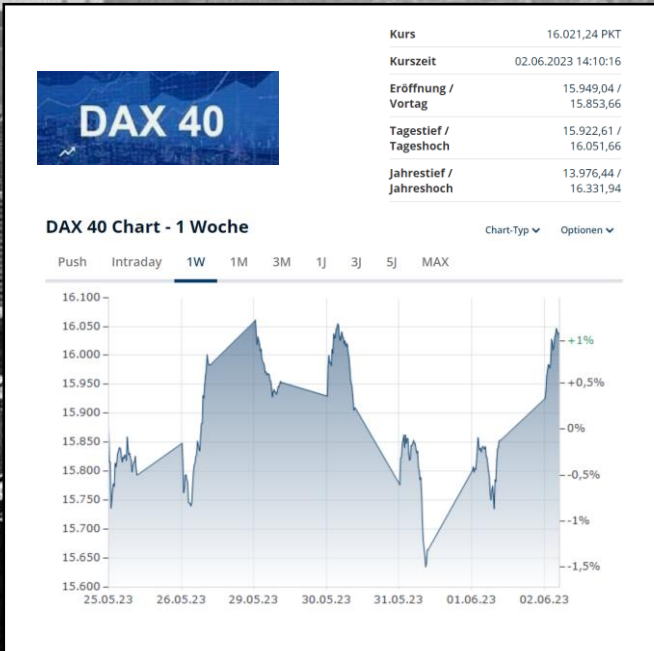 Kurs 16.021,24 PKT
Kurszeit 02.06.2023 14:10:16
Eröffnung / 15.949,04 /
Vortag 15.853,66
Tagestief / 15.922,61 /
Tageshoch 16.051,66
Jahrestief / 13.976,44 /
Jahreshoch 16.331,94
DAX 40
DAX 40 Chart - 1 Woche
Chart-Typ Optionen
Push Intraday 1W 1M 3M 1J 3J 5J MAX
16.100
16.050
16.000
15.950
15.900
15.850
15.800
15.750
15.700
15.650
15.600
+1%
+0,5%
0%
-0,5%
-1%
-1,5%
25.05.23 26.05.23 29.05.23 30.05.23 31.05.23 01.06.23 02.06.23